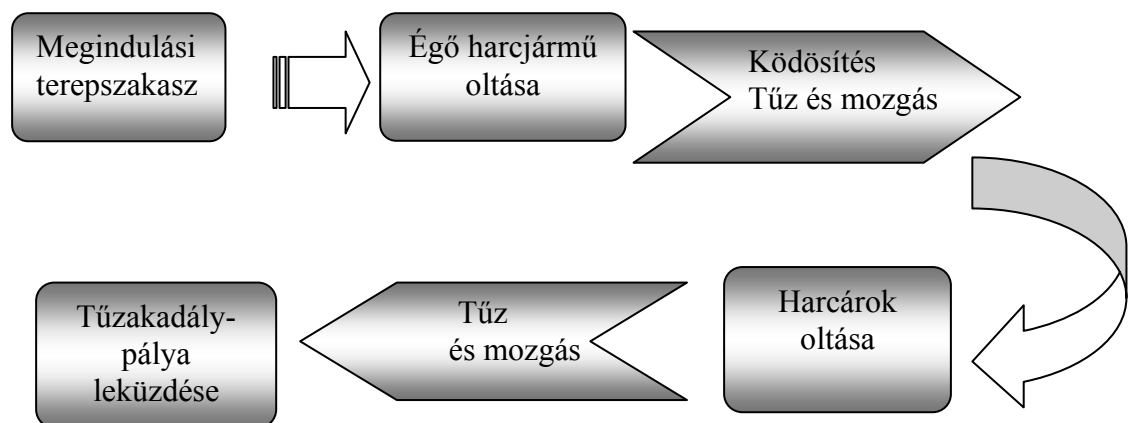 Megindulási
terepszakasz
Égő harcjármű
oltása
Ködösítés
Tűz és mozgás
Harcárok
oltása
Tűz
és mozgás
Tűzakadály-
pálya
leküzdése